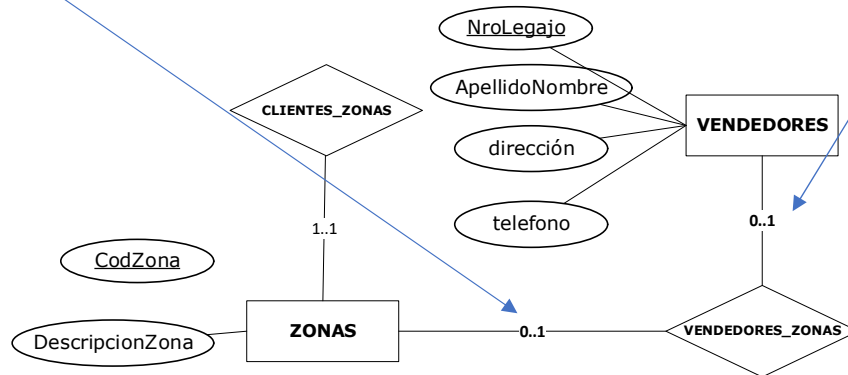 NroLegajo
ApellidoNombre
CLIENTES_ZONAS
VENDEDORES
dirección
telefono
0..1
1..1
CodZona
DescripcionZona
ZONAS
0..1
VENDEDORES_ZONAS